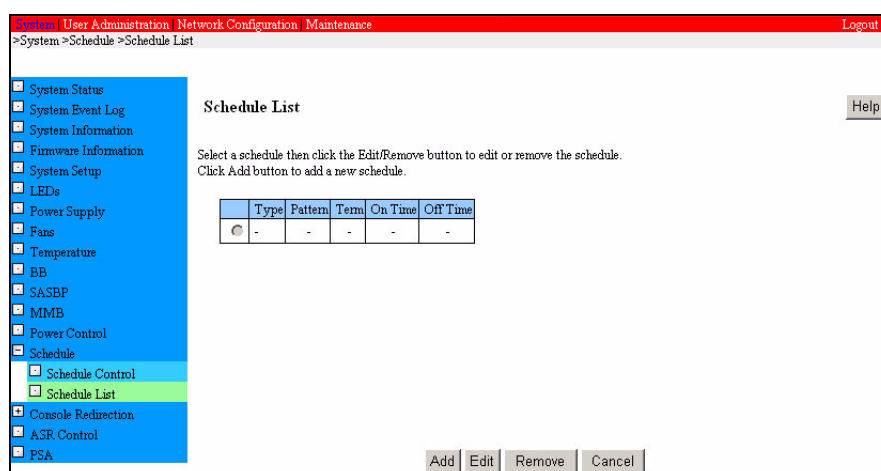 System | User Administration | Network Configuration | Maintenance Logout
>System >Schedule >Schedule List
System Status
System Event Log
System Information
Firmware Information
System Setup
LEDs
Power Supply
Fans
Temperature
BB
SASBP
MMB
Power Control
Schedule
Schedule Control
Schedule List
Console Redirection
ASR Control
PSA
Schedule List
Help
Select a schedule then click the Edit/Remove button to edit or remove the schedule.
Click Add button to add a new schedule.
Type Pattern Term On Time Off Time
- - - - -
Add Edit Remove Cancel